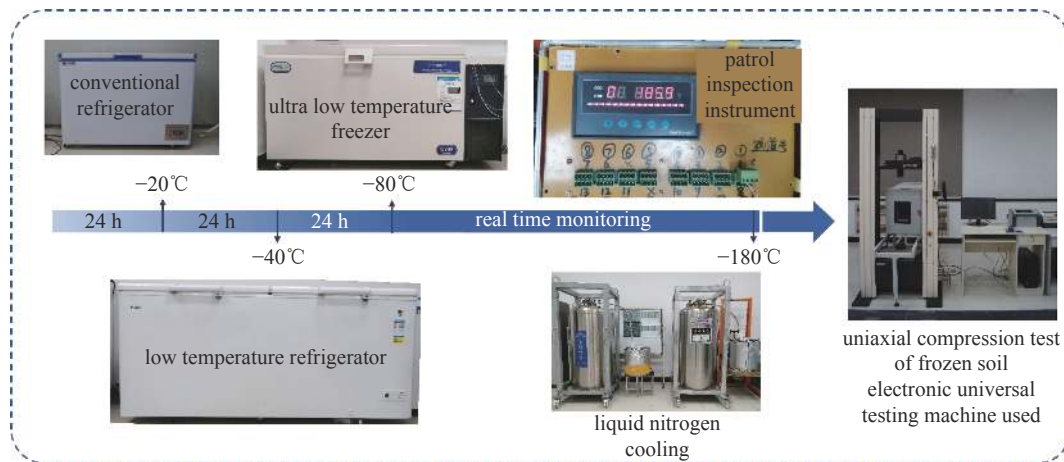 conventional
refrigerator
ultra low temperature
freezer
patrol
inspection
instrument
−20℃
−80℃
24 h
24 h
24 h
real time monitoring
−40℃
−180℃
low temperature refrigerator
liquid nitrogen
cooling
uniaxial compression test
of frozen soil
electronic universal
testing machine used